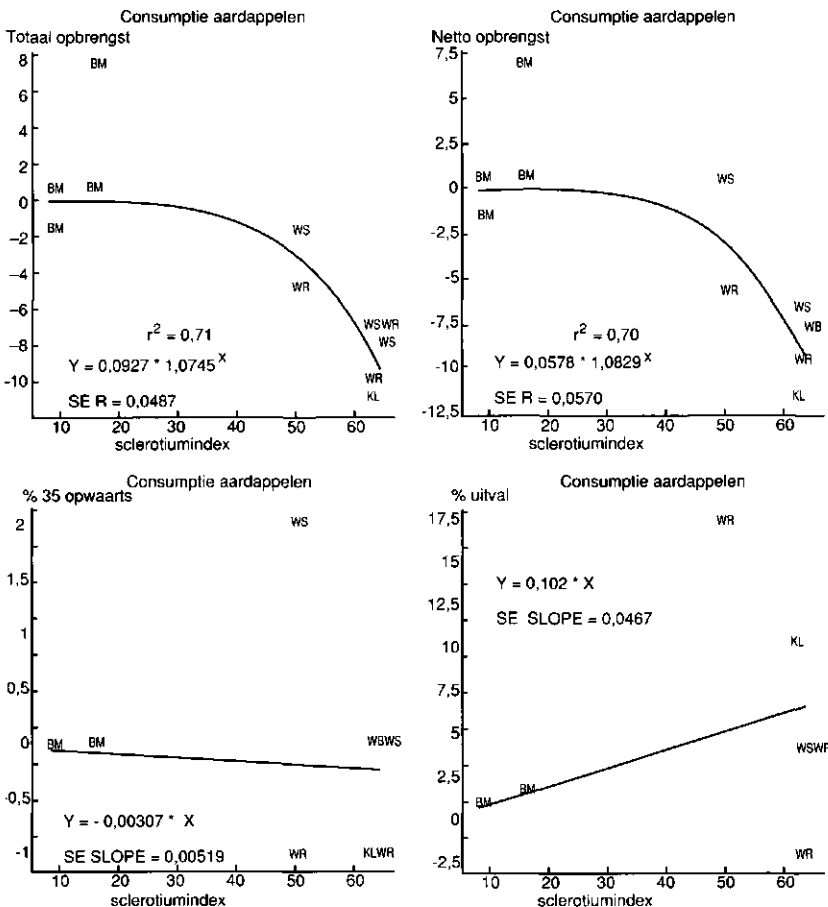 Consumptie aardappelen
Totaal opbrengst
8
6
4
2
0
−2
−4
−6
−8
-10
BM
BM
BM
BM
WS
WR
WSWR
WS
WR
KL
r² = 0,71
Y = 0,0927 * 1,0745^X
SE R = 0,0487
10 20 30 40 50 60
sclerotiumindex
Consumptie aardappelen
Netto opbrengst
7,5
5
2,5
0
-2,5
-5
-7,5
-10
-12,5
BM
BM
BM
BM
WS
WR
WS
WB
WR
KL
r² = 0,70
Y = 0,0578 * 1,0829^X
SE R = 0,0570
10 20 30 40 50 60
sclerotiumindex
Consumptie aardappelen
% 35 opwaarts
2
1,5
1
0,5
0
-0,5
-1
WS
BM
BM
WBWS
WR
KLWR
Y = - 0,00307 * X
SE SLOPE = 0,00519
10 20 30 40 50 60
sclerotiumindex
Consumptie aardappelen
% uitval
17,5
15
12,5
10
7,5
5
2,5
0
-2,5
WR
Y = 0,102 * X
SE SLOPE = 0,0467
KL
WSWR
BM
BM
WR
10 20 30 40 50 60
sclerotiumindex